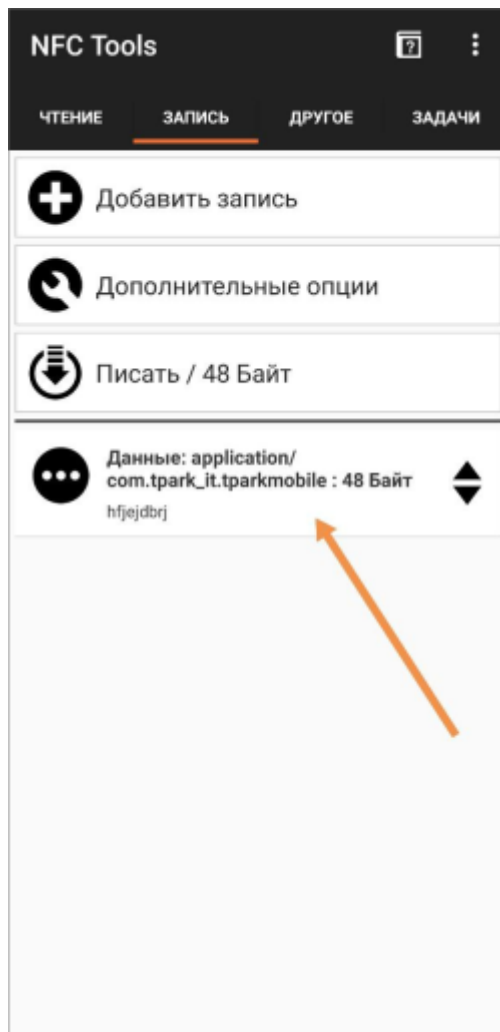 NFC Tools
ЧТЕНИЕ ЗАПИСЬ ДРУГОЕ ЗАДАЧИ
Добавить запись
Дополнительные опции
Писать / 48 Байт
Данные: application/
com.tpark_it.tparkmobile : 48 Байт
hfjejdbrj